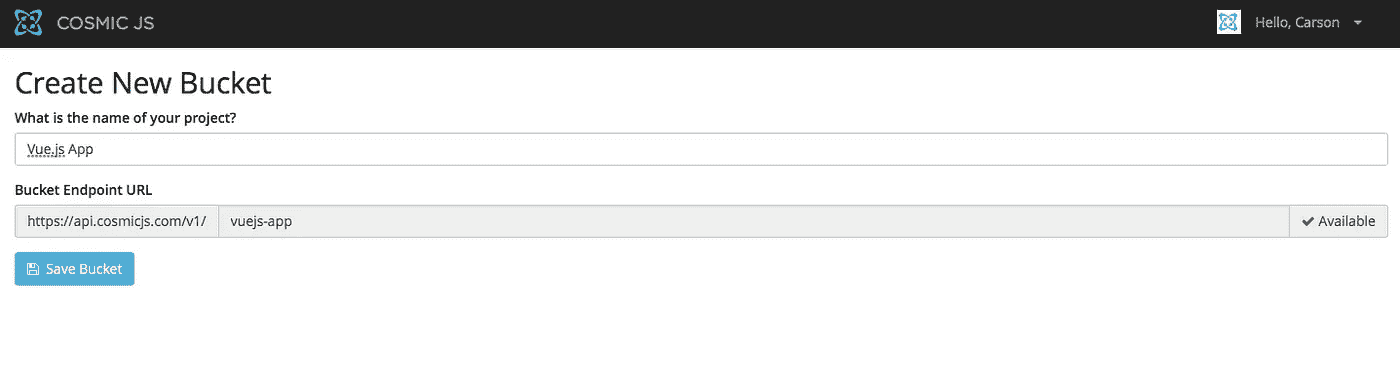 COSMIC JS
Hello, Carson
Create New Bucket
What is the name of your project?
Vue.js App
Bucket Endpoint URL
https://api.cosmicjs.com/v1/ vuejs-app Available
Save Bucket